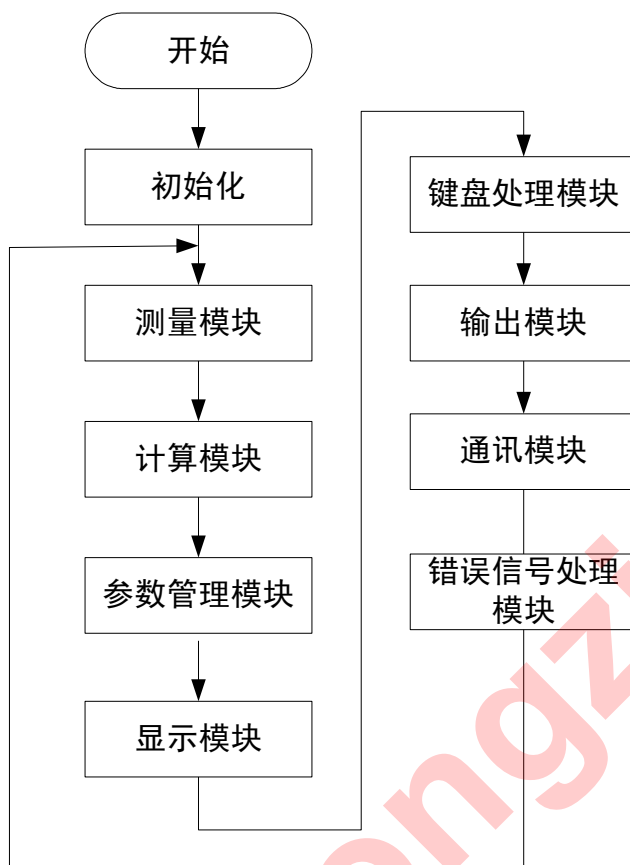 开始
初始化
测量模块
计算模块
参数管理模块
显示模块
键盘处理模块
输出模块
通讯模块
错误信号处理
模块